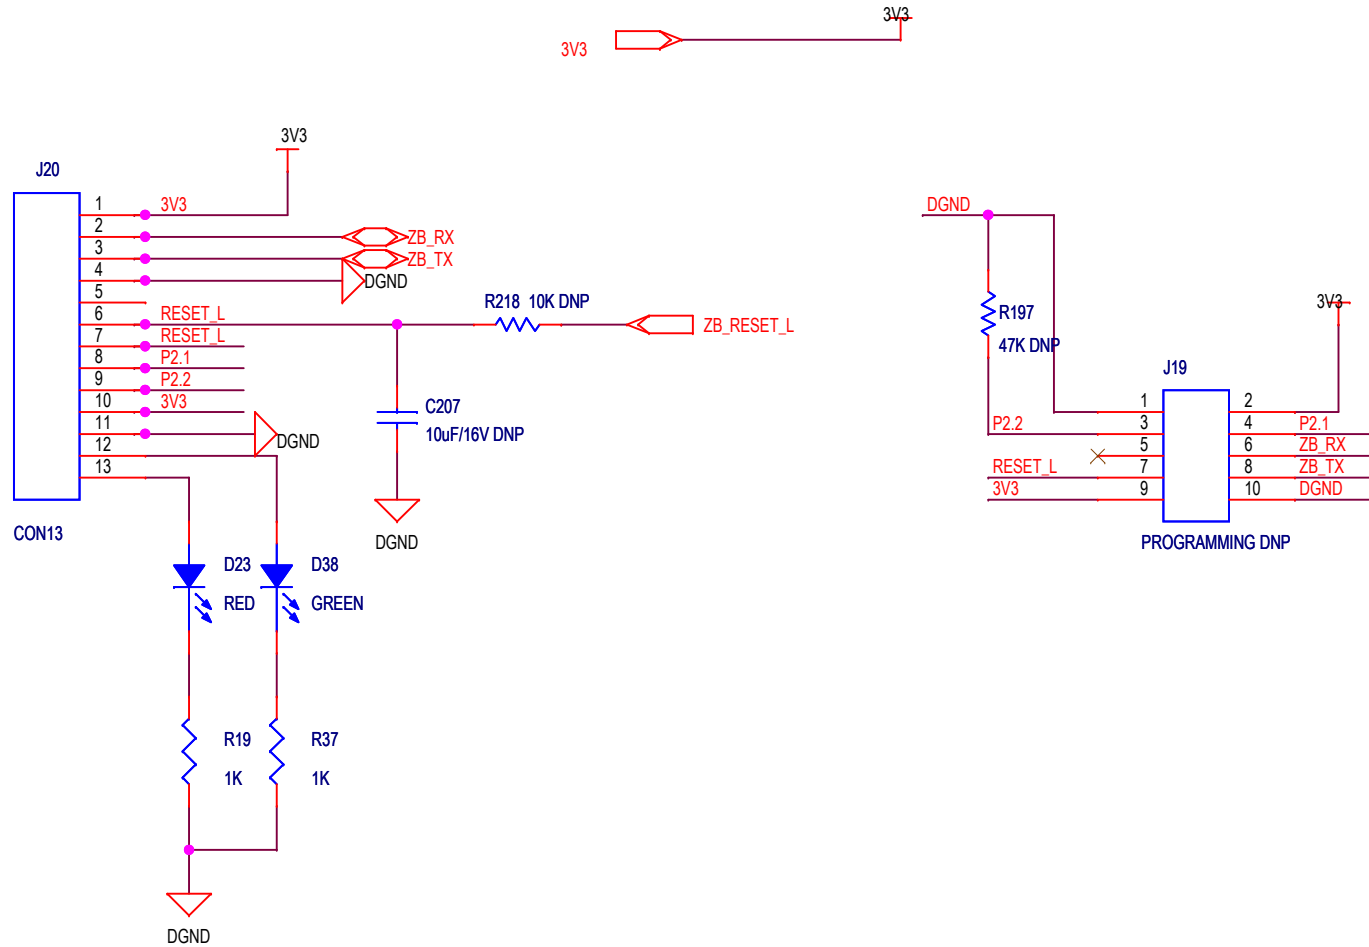 3V3
3V3
3V3
J20
1 3V3
2 ZB_RX
3 ZB_TX
4 DGND
5
6 RESET_L
7 RESET_L
8 P2.1
9 P2.2
10 3V3
11 DGND
12
13
CON13
R218 10K DNP
ZB_RESET_L
C207
10uF/16V DNP
DGND
D23
RED
D38
GREEN
R19
1K
R37
1K
DGND
DGND
R197
47K DNP
3V3
J19
1 2
P2.2 3 4 P2.1
5 6 ZB_RX
RESET_L 7 8 ZB_TX
3V3 9 10 DGND
PROGRAMMING DNP